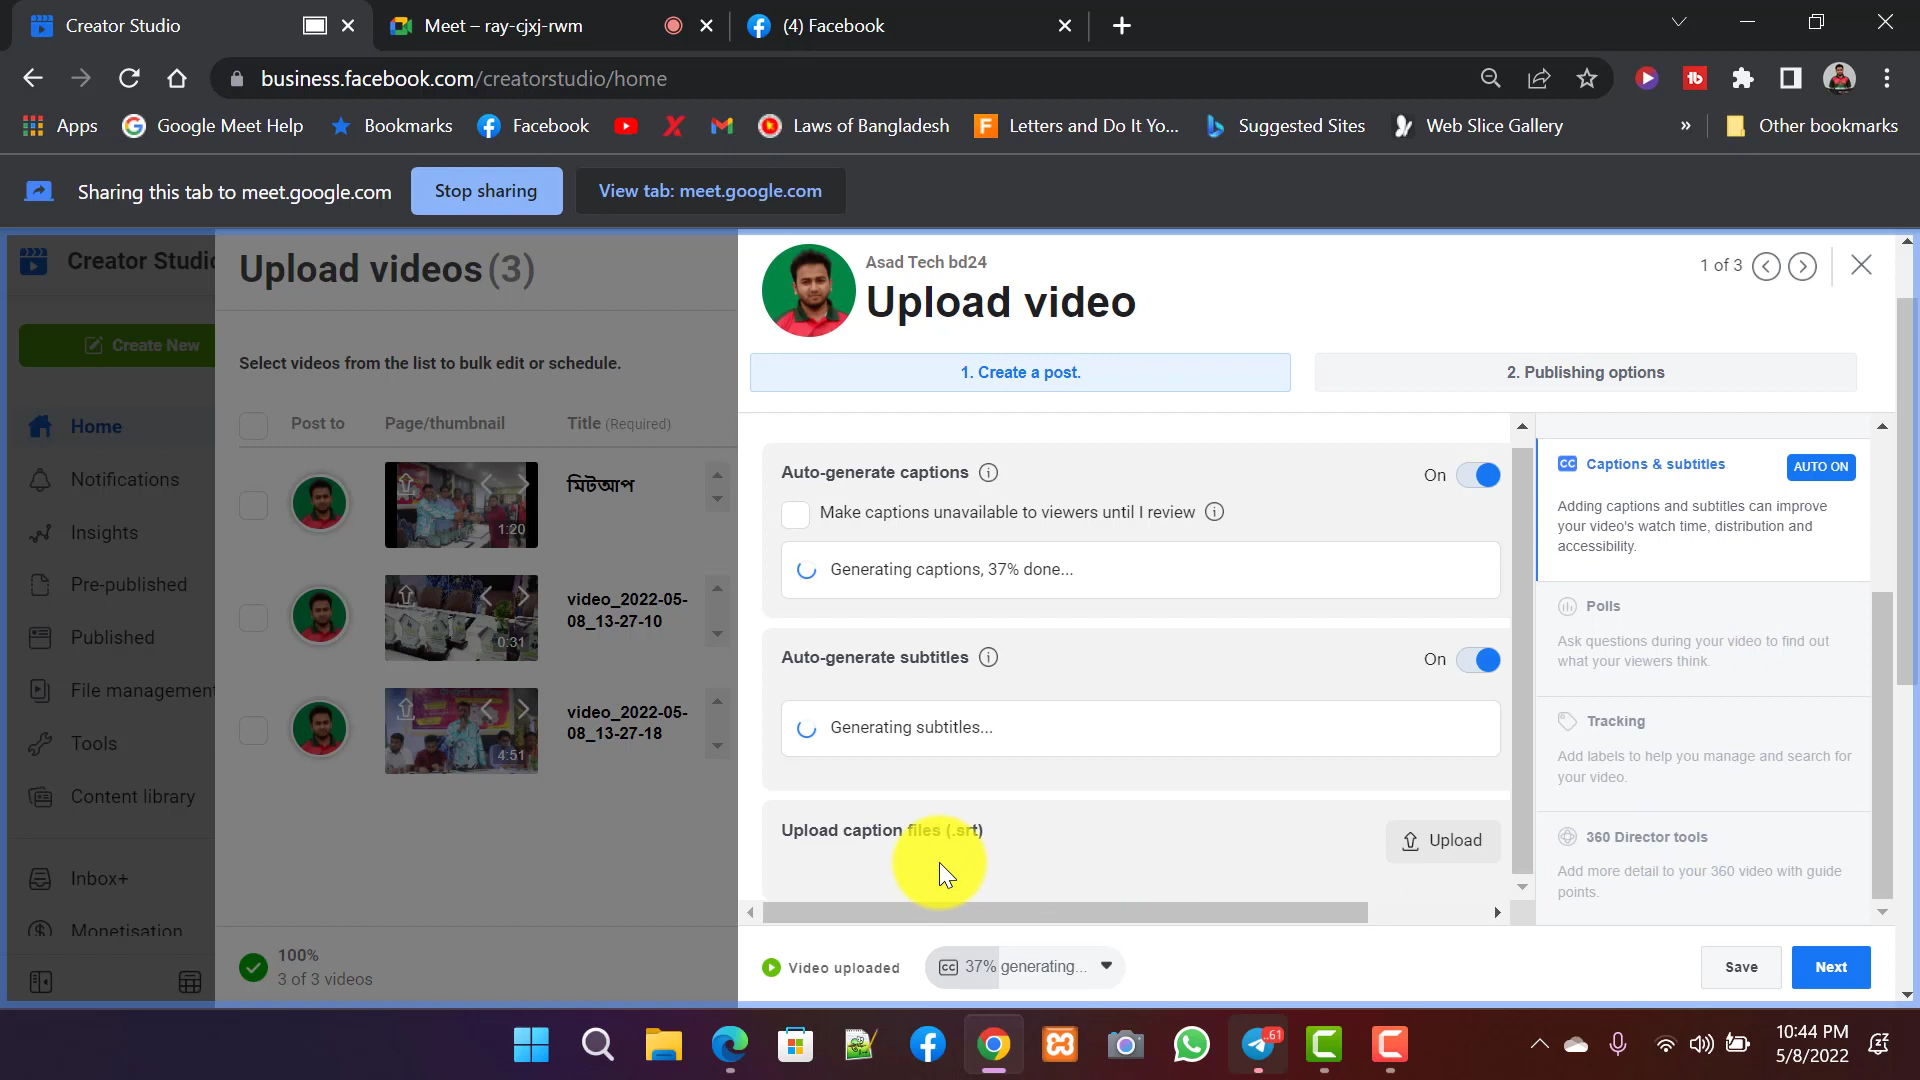 Creator Studio
Meet – ray-cjxj-rwm
(4) Facebook
business.facebook.com/creatorstudio/home
Apps
Google Meet Help
Bookmarks
Facebook
Laws of Bangladesh
Letters and Do It Yo...
Suggested Sites
Web Slice Gallery
»
Other bookmarks
Sharing this tab to meet.google.com
Stop sharing
View tab: meet.google.com
Creator Studio
Create New
Home
Notifications
Insights
Pre-published
Published
File management
Tools
Content library
Inbox+
Monetisation
Upload videos (3)
Select videos from the list to bulk edit or schedule.
Post to
Page/thumbnail
Title (Required)
1:20
মিটআপ
0:31
video_2022-05-
08_13-27-10
4:51
video_2022-05-
08_13-27-18
100%
3 of 3 videos
Asad Tech bd24
Upload video
1 of 3
1. Create a post.
2. Publishing options
Auto-generate captions
On
Make captions unavailable to viewers until I review
Generating captions, 37% done...
Auto-generate subtitles
On
Generating subtitles...
Upload caption files (.srt)
Upload
CC Captions & subtitles
AUTO ON
Adding captions and subtitles can improve
your video's watch time, distribution and
accessibility.
Polls
Ask questions during your video to find out
what your viewers think.
Tracking
Add labels to help you manage and search for
your video.
360 Director tools
Add more detail to your 360 video with guide
points.
Video uploaded
CC 37% generating...
Save
Next
61
10:44 PM
5/8/2022